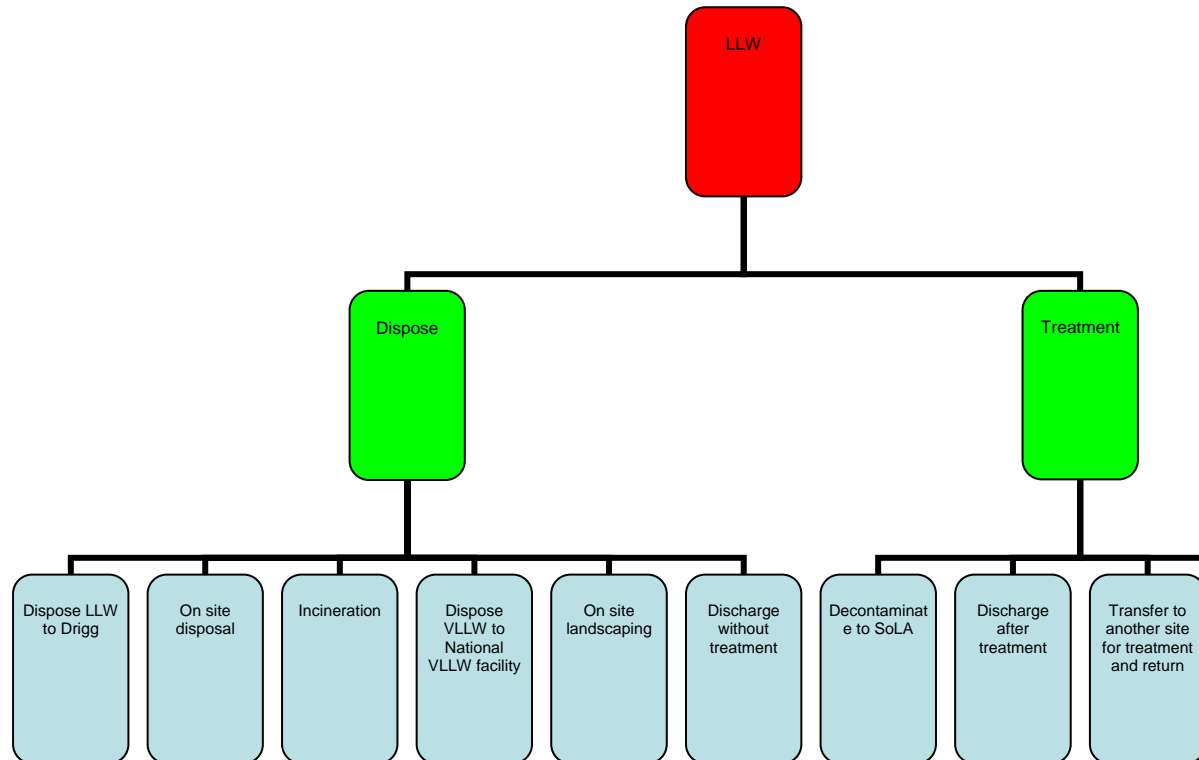 LLW
Dispose
Treatment
Dispose LLW
to Drigg
On site
disposal
Incineration
Dispose
VLLW to
National
VLLW facility
On site
landscaping
Discharge
without
treatment
Decontaminat
e to SoLA
Discharge
after
treatment
Transfer to
another site
for treatment
and return